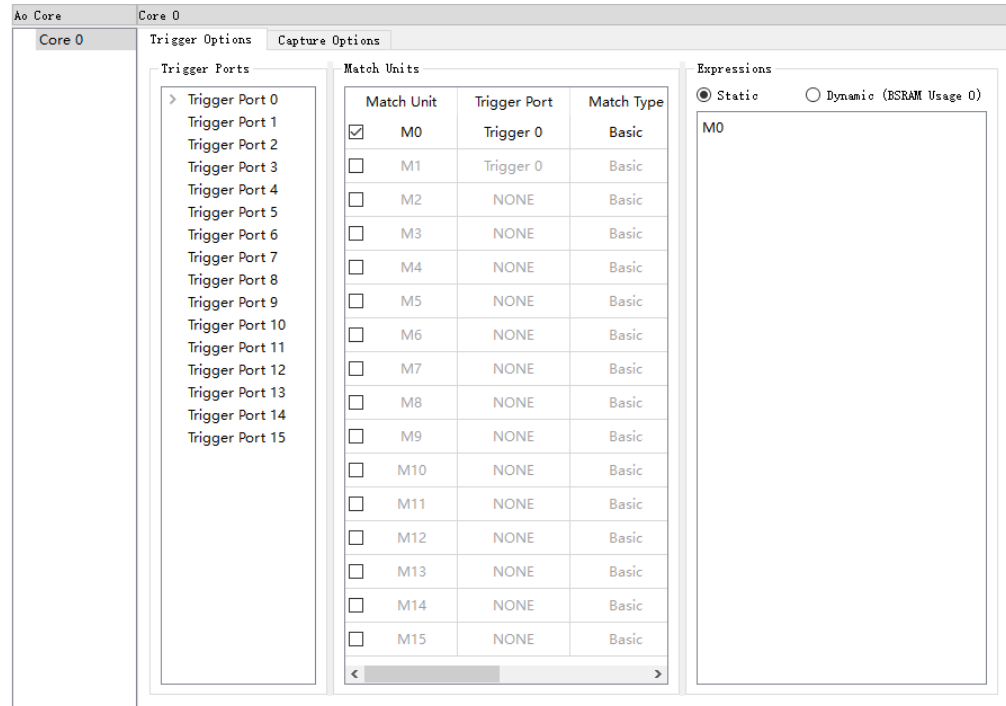 Ao Core
Core 0
Core 0
Trigger Options Capture Options
Trigger Ports
Trigger Port 0
Trigger Port 1
Trigger Port 2
Trigger Port 3
Trigger Port 4
Trigger Port 5
Trigger Port 6
Trigger Port 7
Trigger Port 8
Trigger Port 9
Trigger Port 10
Trigger Port 11
Trigger Port 12
Trigger Port 13
Trigger Port 14
Trigger Port 15
Match Units
Match Unit Trigger Port Match Type
M0 Trigger 0 Basic
M1 Trigger 0 Basic
M2 NONE Basic
M3 NONE Basic
M4 NONE Basic
M5 NONE Basic
M6 NONE Basic
M7 NONE Basic
M8 NONE Basic
M9 NONE Basic
M10 NONE Basic
M11 NONE Basic
M12 NONE Basic
M13 NONE Basic
M14 NONE Basic
M15 NONE Basic
Expressions
Static Dynamic (BSRAM Usage 0)
M0